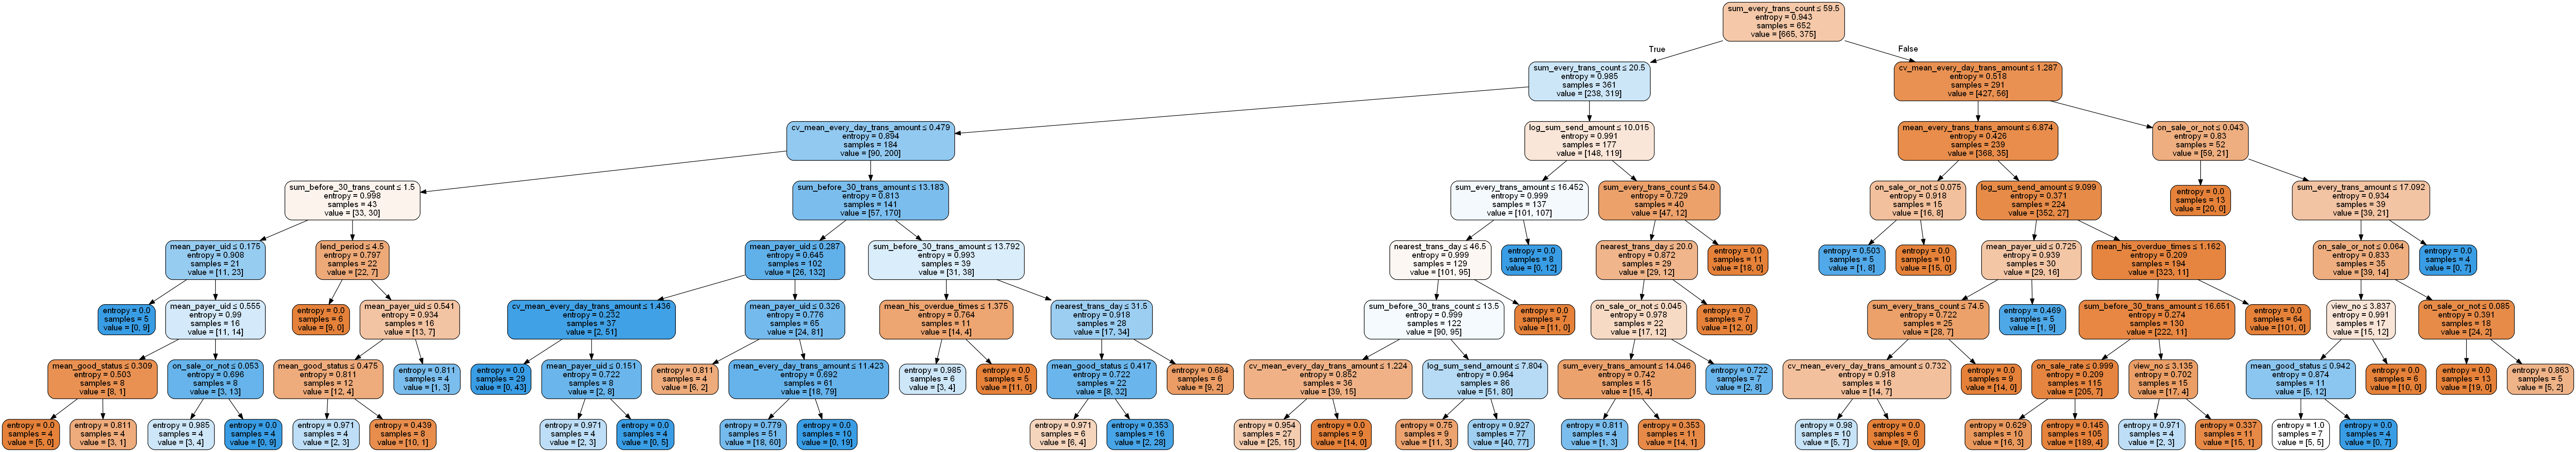 sum_every_trans_count ≤ 59.5
entropy = 0.943
samples = 652
value = [665, 375]
True
False
sum_every_trans_count ≤ 20.5
entropy = 0.985
samples = 361
value = [238, 319]
cv_mean_every_day_trans_amount ≤ 1.287
entropy = 0.518
samples = 291
value = [427, 56]
cv_mean_every_day_trans_amount ≤ 0.479
entropy = 0.894
samples = 184
value = [90, 200]
log_sum_send_amount ≤ 10.015
entropy = 0.991
samples = 177
value = [148, 119]
mean_every_trans_trans_amount ≤ 6.874
entropy = 0.426
samples = 239
value = [368, 35]
on_sale_or_not ≤ 0.043
entropy = 0.83
samples = 52
value = [59, 21]
sum_before_30_trans_count ≤ 1.5
entropy = 0.998
samples = 43
value = [33, 30]
sum_before_30_trans_amount ≤ 13.183
entropy = 0.813
samples = 141
value = [57, 170]
sum_every_trans_amount ≤ 16.452
entropy = 0.999
samples = 137
value = [101, 107]
sum_every_trans_count ≤ 54.0
entropy = 0.729
samples = 40
value = [47, 12]
on_sale_or_not ≤ 0.075
entropy = 0.918
samples = 15
value = [16, 8]
log_sum_send_amount ≤ 9.099
entropy = 0.371
samples = 224
value = [352, 27]
entropy = 0.0
samples = 13
value = [20, 0]
sum_every_trans_amount ≤ 17.092
entropy = 0.934
samples = 39
value = [39, 21]
mean_payer_uid ≤ 0.175
entropy = 0.908
samples = 21
value = [11, 23]
lend_period ≤ 4.5
entropy = 0.797
samples = 22
value = [22, 7]
mean_payer_uid ≤ 0.287
entropy = 0.645
samples = 102
value = [26, 132]
sum_before_30_trans_amount ≤ 13.792
entropy = 0.993
samples = 39
value = [31, 38]
nearest_trans_day ≤ 46.5
entropy = 0.999
samples = 129
value = [101, 95]
entropy = 0.0
samples = 8
value = [0, 12]
nearest_trans_day ≤ 20.0
entropy = 0.872
samples = 29
value = [29, 12]
entropy = 0.0
samples = 11
value = [18, 0]
entropy = 0.503
samples = 5
value = [1, 8]
entropy = 0.0
samples = 10
value = [15, 0]
mean_payer_uid ≤ 0.725
entropy = 0.939
samples = 30
value = [29, 16]
mean_his_overdue_times ≤ 1.162
entropy = 0.209
samples = 194
value = [323, 11]
on_sale_or_not ≤ 0.064
entropy = 0.833
samples = 35
value = [39, 14]
entropy = 0.0
samples = 4
value = [0, 7]
entropy = 0.0
samples = 5
value = [0, 9]
mean_payer_uid ≤ 0.555
entropy = 0.99
samples = 16
value = [11, 14]
entropy = 0.0
samples = 6
value = [9, 0]
mean_payer_uid ≤ 0.541
entropy = 0.934
samples = 16
value = [13, 7]
cv_mean_every_day_trans_amount ≤ 1.436
entropy = 0.232
samples = 37
value = [2, 51]
mean_payer_uid ≤ 0.326
entropy = 0.776
samples = 65
value = [24, 81]
mean_his_overdue_times ≤ 1.375
entropy = 0.764
samples = 11
value = [14, 4]
nearest_trans_day ≤ 31.5
entropy = 0.918
samples = 28
value = [17, 34]
sum_before_30_trans_count ≤ 13.5
entropy = 0.999
samples = 122
value = [90, 95]
entropy = 0.0
samples = 7
value = [11, 0]
on_sale_or_not ≤ 0.045
entropy = 0.978
samples = 22
value = [17, 12]
entropy = 0.0
samples = 7
value = [12, 0]
sum_every_trans_count ≤ 74.5
entropy = 0.722
samples = 25
value = [28, 7]
entropy = 0.469
samples = 5
value = [1, 9]
sum_before_30_trans_amount ≤ 16.651
entropy = 0.274
samples = 130
value = [222, 11]
entropy = 0.0
samples = 64
value = [101, 0]
view_no ≤ 3.837
entropy = 0.991
samples = 17
value = [15, 12]
on_sale_or_not ≤ 0.085
entropy = 0.391
samples = 18
value = [24, 2]
mean_good_status ≤ 0.309
entropy = 0.503
samples = 8
value = [8, 1]
on_sale_or_not ≤ 0.053
entropy = 0.696
samples = 8
value = [3, 13]
mean_good_status ≤ 0.475
entropy = 0.811
samples = 12
value = [12, 4]
entropy = 0.811
samples = 4
value = [1, 3]
entropy = 0.0
samples = 29
value = [0, 43]
mean_payer_uid ≤ 0.151
entropy = 0.722
samples = 8
value = [2, 8]
entropy = 0.811
samples = 4
value = [6, 2]
mean_every_day_trans_amount ≤ 11.423
entropy = 0.692
samples = 61
value = [18, 79]
entropy = 0.985
samples = 6
value = [3, 4]
entropy = 0.0
samples = 5
value = [11, 0]
mean_good_status ≤ 0.417
entropy = 0.722
samples = 22
value = [8, 32]
entropy = 0.684
samples = 6
value = [9, 2]
cv_mean_every_day_trans_amount ≤ 1.224
entropy = 0.852
samples = 36
value = [39, 15]
log_sum_send_amount ≤ 7.804
entropy = 0.964
samples = 86
value = [51, 80]
sum_every_trans_amount ≤ 14.046
entropy = 0.742
samples = 15
value = [15, 4]
entropy = 0.722
samples = 7
value = [2, 8]
cv_mean_every_day_trans_amount ≤ 0.732
entropy = 0.918
samples = 16
value = [14, 7]
entropy = 0.0
samples = 9
value = [14, 0]
on_sale_rate ≤ 0.999
entropy = 0.209
samples = 115
value = [205, 7]
view_no ≤ 3.135
entropy = 0.702
samples = 15
value = [17, 4]
mean_good_status ≤ 0.942
entropy = 0.874
samples = 11
value = [5, 12]
entropy = 0.0
samples = 6
value = [10, 0]
entropy = 0.0
samples = 13
value = [19, 0]
entropy = 0.863
samples = 5
value = [5, 2]
entropy = 0.0
samples = 4
value = [5, 0]
entropy = 0.811
samples = 4
value = [3, 1]
entropy = 0.985
samples = 4
value = [3, 4]
entropy = 0.0
samples = 4
value = [0, 9]
entropy = 0.971
samples = 4
value = [2, 3]
entropy = 0.439
samples = 8
value = [10, 1]
entropy = 0.971
samples = 4
value = [2, 3]
entropy = 0.0
samples = 4
value = [0, 5]
entropy = 0.779
samples = 51
value = [18, 60]
entropy = 0.0
samples = 10
value = [0, 19]
entropy = 0.971
samples = 6
value = [6, 4]
entropy = 0.353
samples = 16
value = [2, 28]
entropy = 0.954
samples = 27
value = [25, 15]
entropy = 0.0
samples = 9
value = [14, 0]
entropy = 0.75
samples = 9
value = [11, 3]
entropy = 0.927
samples = 77
value = [40, 77]
entropy = 0.811
samples = 4
value = [1, 3]
entropy = 0.353
samples = 11
value = [14, 1]
entropy = 0.98
samples = 10
value = [5, 7]
entropy = 0.0
samples = 6
value = [9, 0]
entropy = 0.629
samples = 10
value = [16, 3]
entropy = 0.145
samples = 105
value = [189, 4]
entropy = 0.971
samples = 4
value = [2, 3]
entropy = 0.337
samples = 11
value = [15, 1]
entropy = 1.0
samples = 7
value = [5, 5]
entropy = 0.0
samples = 4
value = [0, 7]